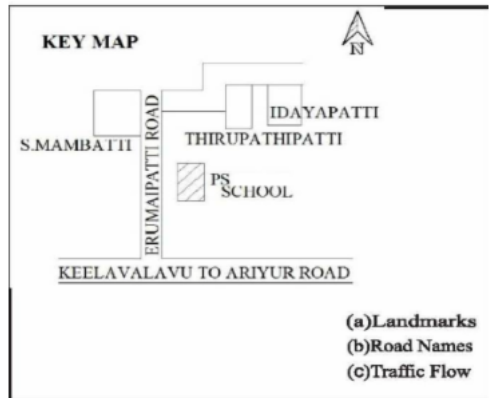 KEY MAP
N
IDAYAPATTI
THIRUPATHIPATTI
S.MAMBATTI
ERUMAIPATTI ROAD
PS
SCHOOL
KEELAVALAVU TO ARIYUR ROAD
(a)Landmarks
(b)Road Names
(c)Traffic Flow